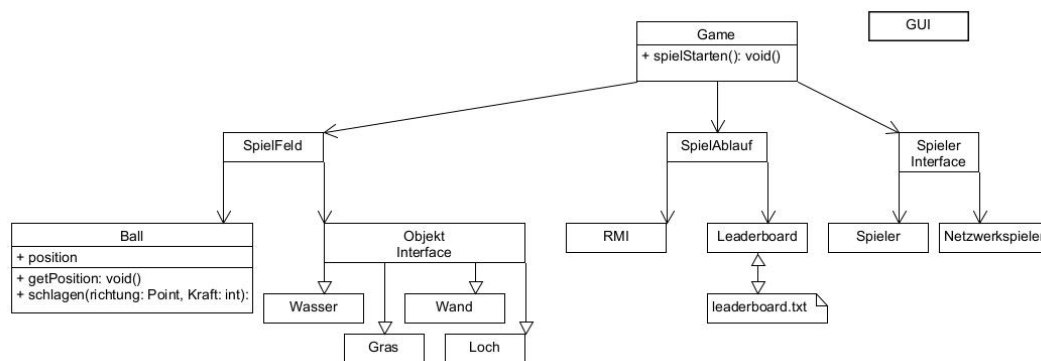 Game
+ spielStarten(): void()
GUI
SpielFeld
SpielAblauf
Spieler
Interface
Ball
+ position
+ getPosition: void()
+ schlagen(richtung: Point, Kraft: int):
Objekt
Interface
RMI
Leaderboard
Spieler
Netzwerkspieler
Wasser
Wand
leaderboard.txt
Gras
Loch